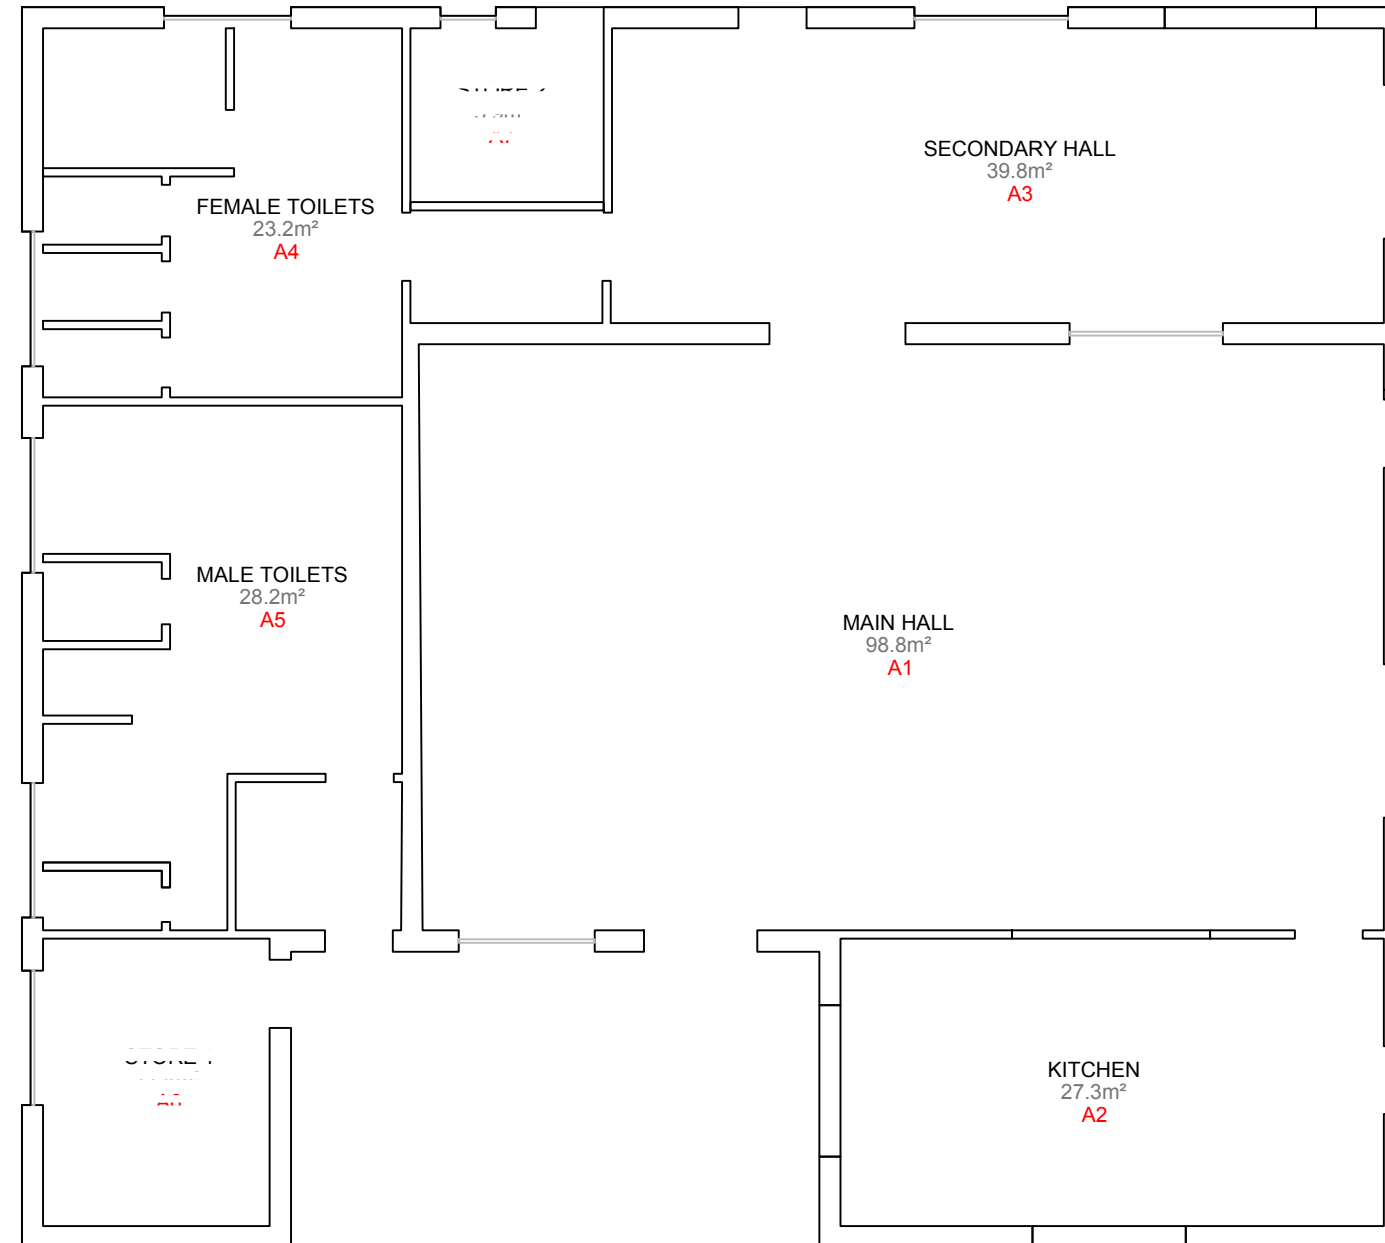 SECONDARY HALL
39.8m²
A3
FEMALE TOILETS
23.2m²
A4
MALE TOILETS
28.2m²
A5
MAIN HALL
98.8m²
A1
KITCHEN
27.3m²
A2